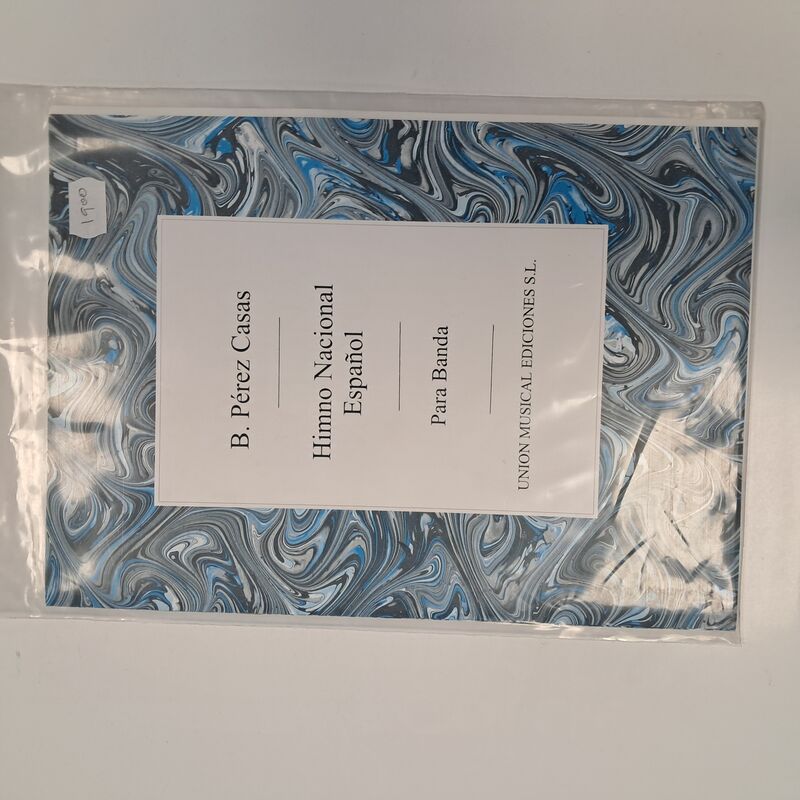 1900
B. Pérez Casas
Himno Nacional
Español
Para Banda
UNION MUSICAL EDICIONES S.L.